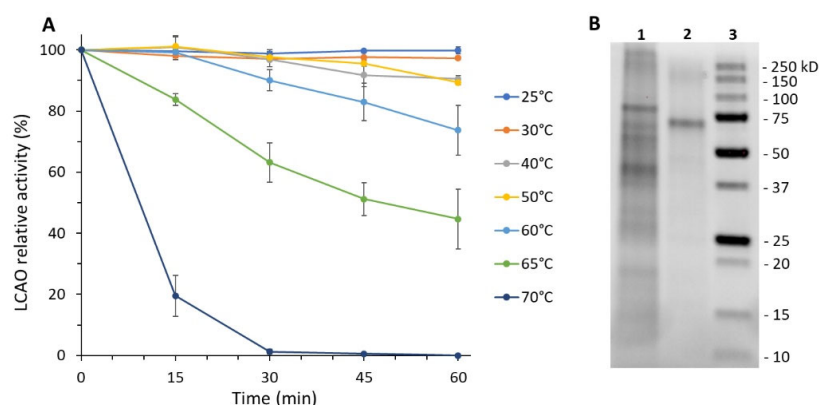 A
LCAO relative activity (%)
100
80
60
40
20
0
0 15 30 45 60
Time (min)
25°C
30°C
40°C
50°C
60°C
65°C
70°C
B
1 2 3
- 250 kD
- 150
- 100
- 75
- 50
- 37
- 25
- 20
- 15
- 10